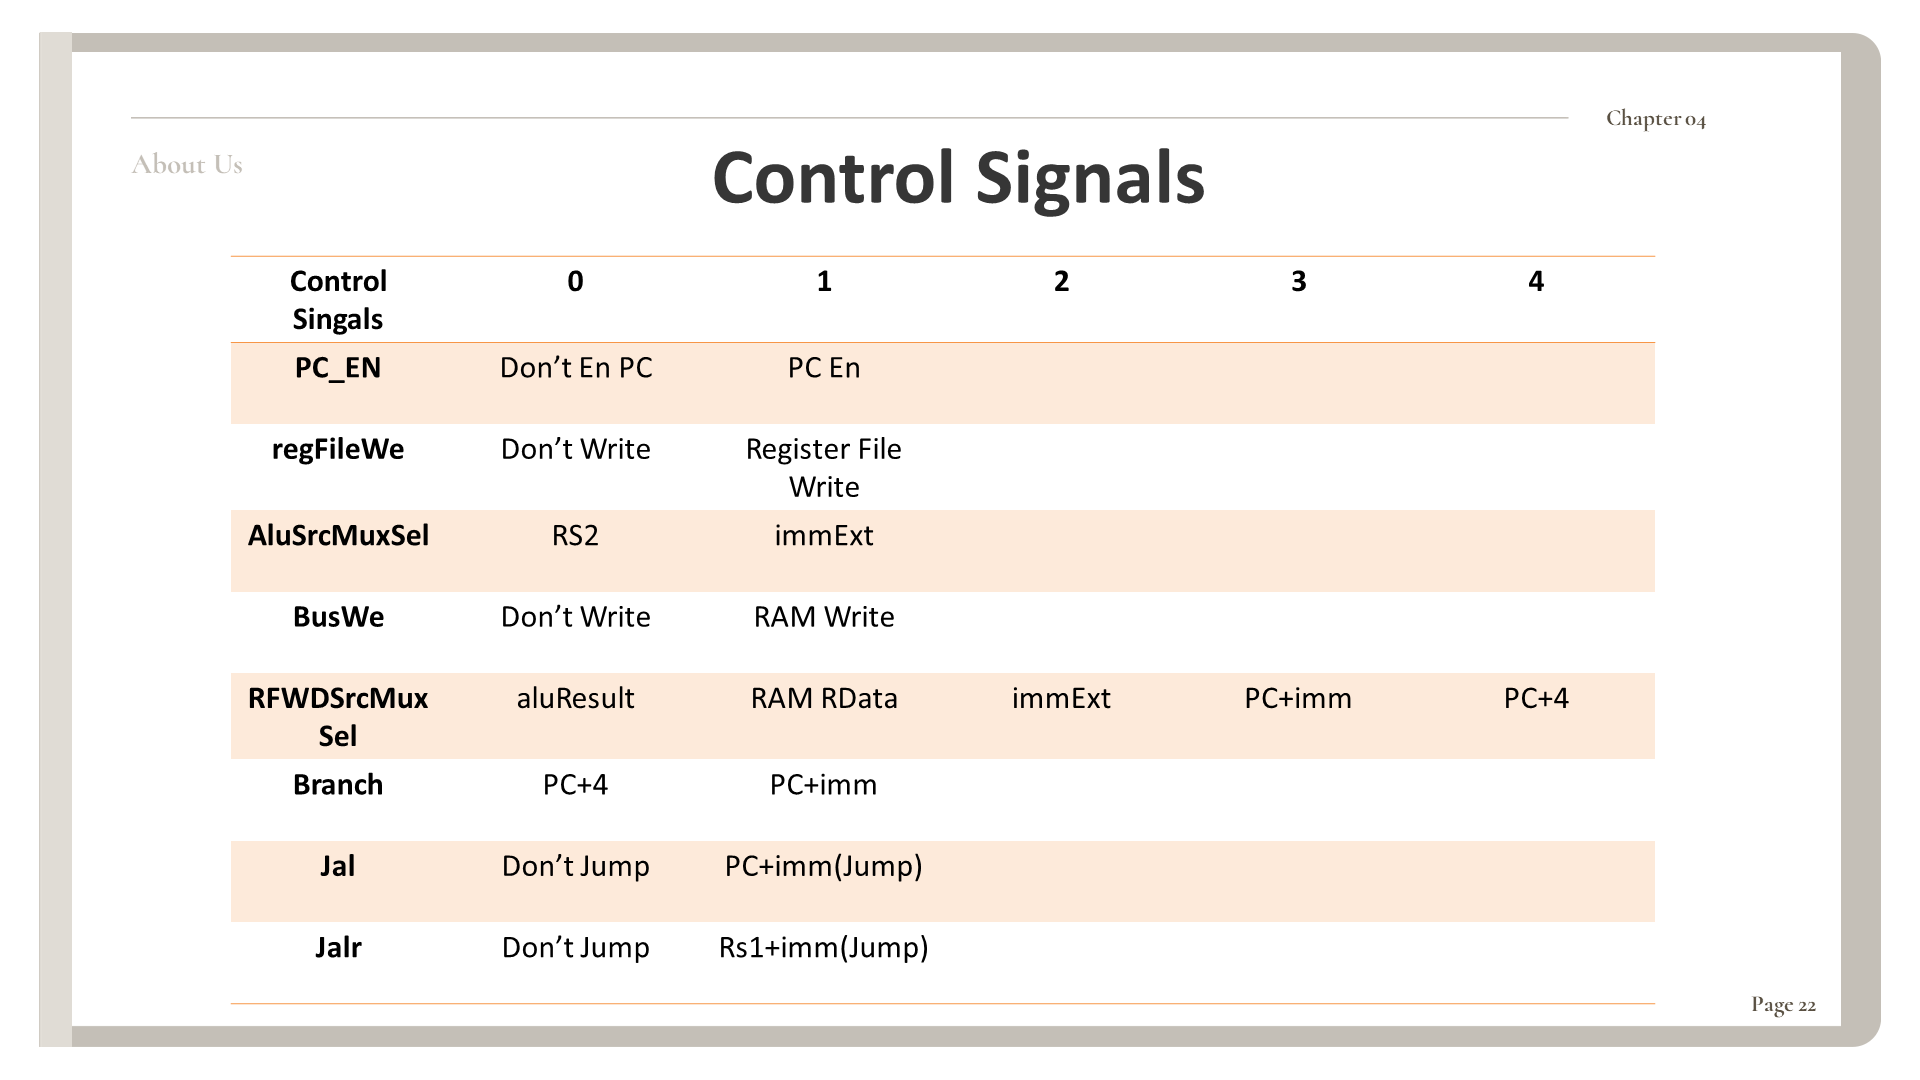 Chapter 04
About Us
Control Signals
Control Singals 0 1 2 3 4
PC_EN Don’t En PC PC En
regFileWe Don’t Write Register File Write
AluSrcMuxSel RS2 immExt
BusWe Don’t Write RAM Write
RFWDSrcMux Sel aluResult RAM RData immExt PC+imm PC+4
Branch PC+4 PC+imm
Jal Don’t Jump PC+imm(Jump)
Jalr Don’t Jump Rs1+imm(Jump)
Page 22